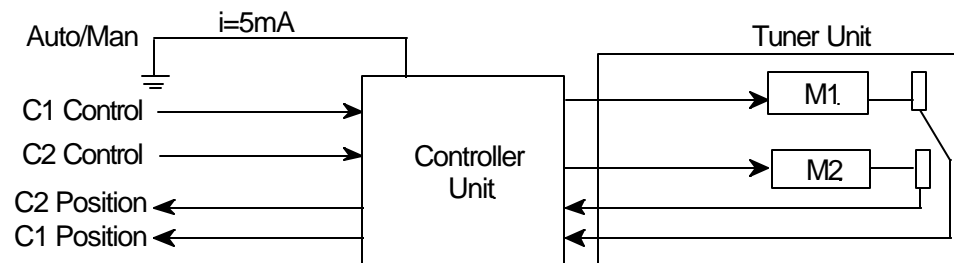 i=5mA
Auto/Man
Tuner Unit
M1.
C1 Control
C2 Control
Controller
Unit
M2.
C2 Position
C1 Position